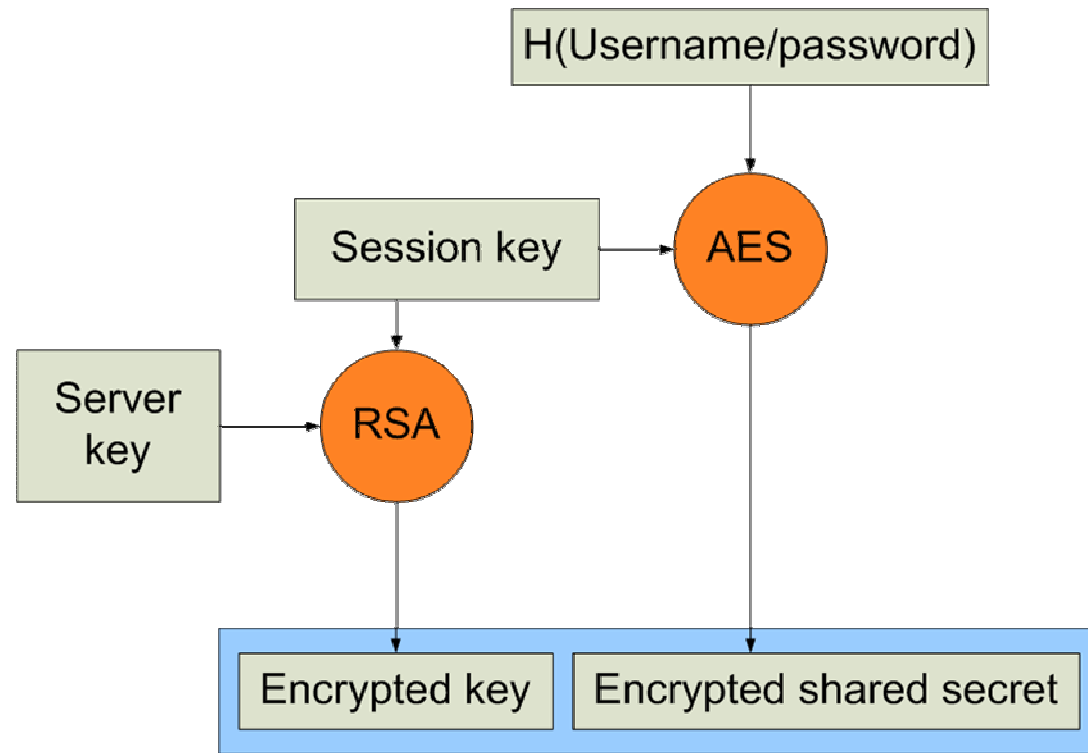 H(Username/password)
Session key
AES
Server
key
RSA
Encrypted key
Encrypted shared secret